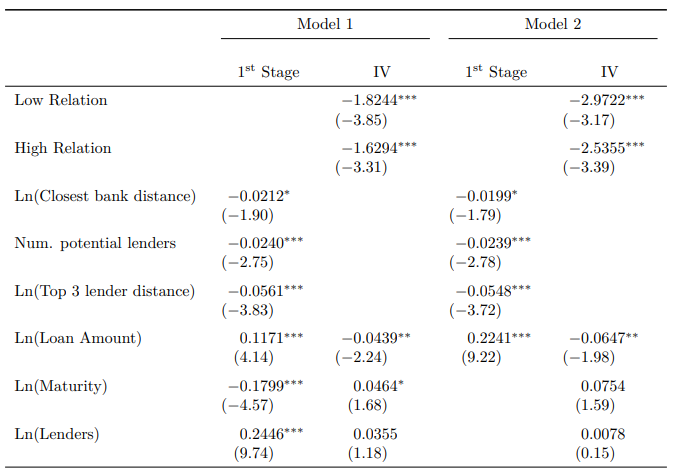 Model 1 Model 2
1st Stage IV 1st Stage IV
Low Relation −1.8244*** −2.9722***
(−3.85) (−3.17)
High Relation −1.6294*** −2.5355***
(−3.31) (−3.39)
Ln(Closest bank distance) −0.0212* −0.0199*
(−1.90) (−1.79)
Num. potential lenders −0.0240*** −0.0239***
(−2.75) (−2.78)
Ln(Top 3 lender distance) −0.0561*** −0.0548***
(−3.83) (−3.72)
Ln(Loan Amount) 0.1171*** −0.0439** 0.2241*** −0.0647**
(4.14) (−2.24) (9.22) (−1.98)
Ln(Maturity) −0.1799*** 0.0464* 0.0754
(−4.57) (1.68) (1.59)
Ln(Lenders) 0.2446*** 0.0355 0.0078
(9.74) (1.18) (0.15)